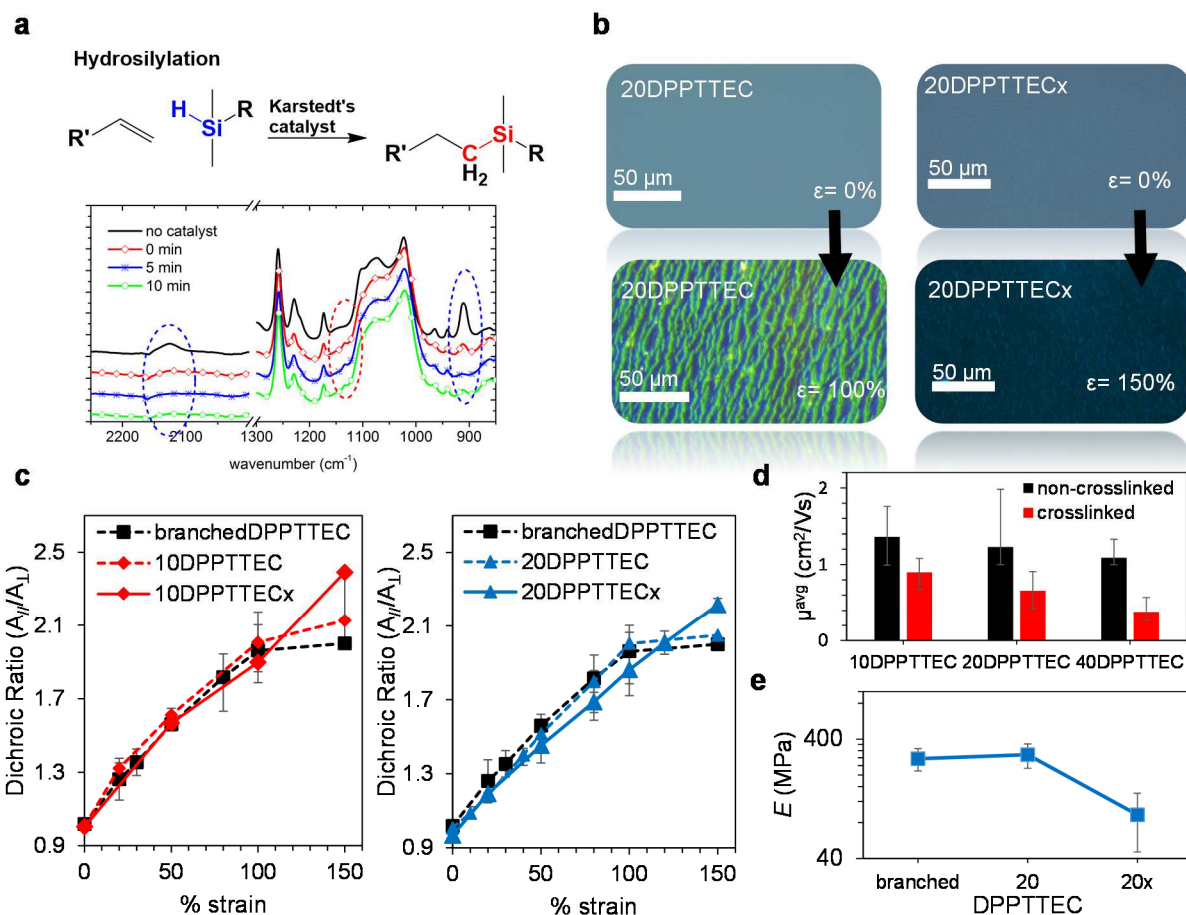 a
Hydrosilylation
R'
H
Si
R
Karstedt's
catalyst
R'
C
H2
Si
R
no catalyst
0 min
5 min
10 min
2200
2100
1300
1200
1100
1000
900
wavenumber (cm-1)
b
20DPPTTEC
50 µm
ε= 0%
20DPPTTECx
50 µm
ε= 0%
20DPPTTEC
50 µm
ε= 100%
20DPPTTECx
50 µm
ε= 150%
c
Dichroic Ratio (A⁄⁄/A⊥)
2.5
2.1
1.7
1.3
0.9
branchedDPPTTEC
10DPPTTEC
10DPPTTECx
0
50
100
150
% strain
Dichroic Ratio (A⁄⁄/A⊥)
2.5
2.1
1.7
1.3
0.9
branchedDPPTTEC
20DPPTTEC
20DPPTTECx
0
50
100
150
% strain
d
µavg (cm2/Vs)
2
1
0
non-crosslinked
crosslinked
10DPPTTEC
20DPPTTEC
40DPPTTEC
e
E (MPa)
400
40
branched
20
20x
DPPTTEC